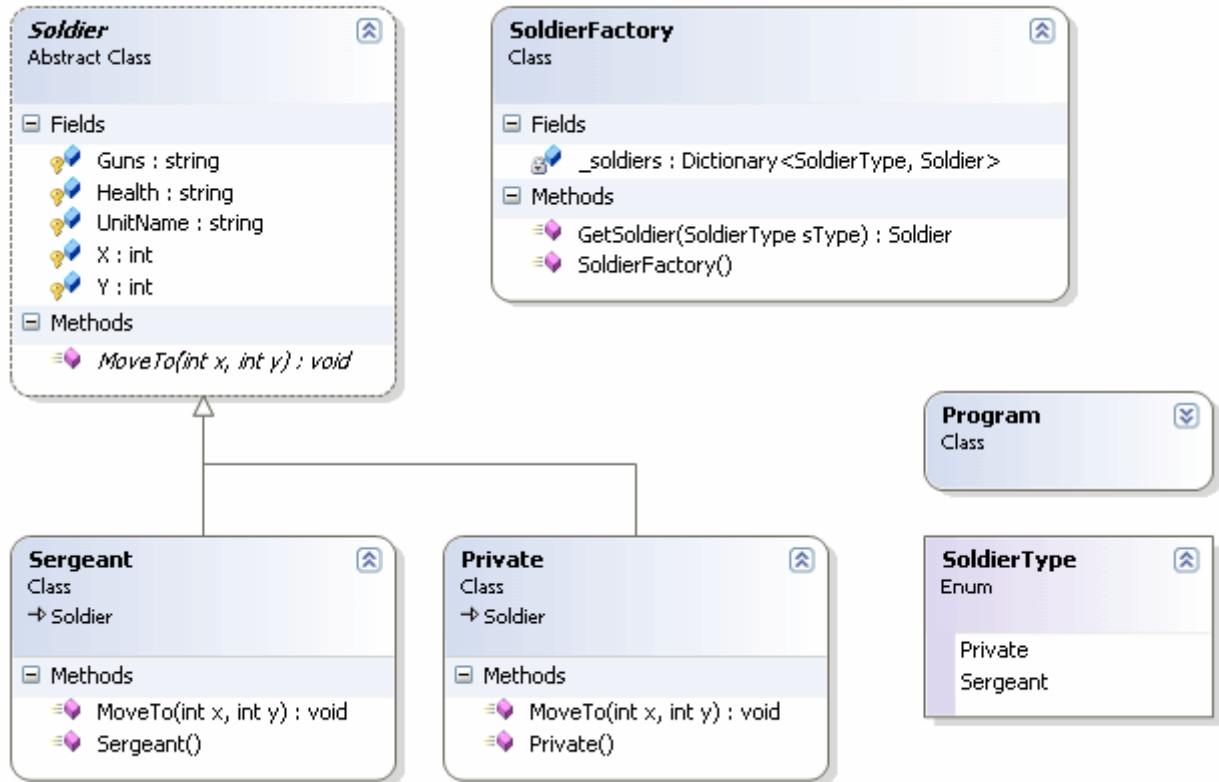 Soldier
Abstract Class
Fields
Guns : string
Health : string
UnitName : string
X : int
Y : int
Methods
MoveTo(int x, int y) : void
SoldierFactory
Class
Fields
_soldiers : Dictionary<SoldierType, Soldier>
Methods
GetSoldier(SoldierType sType) : Soldier
SoldierFactory()
Program
Class
Sergeant
Class
Soldier
Methods
MoveTo(int x, int y) : void
Sergeant()
Private
Class
Soldier
Methods
MoveTo(int x, int y) : void
Private()
SoldierType
Enum
Private
Sergeant